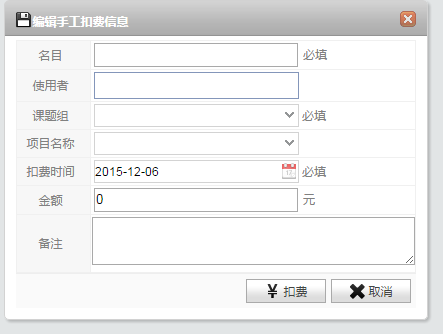 编辑手工扣费信息
名目 必填
使用者
课题组 必填
项目名称
扣费时间 2015-12-06 必填
金额 0 元
备注
¥ 扣费 取消